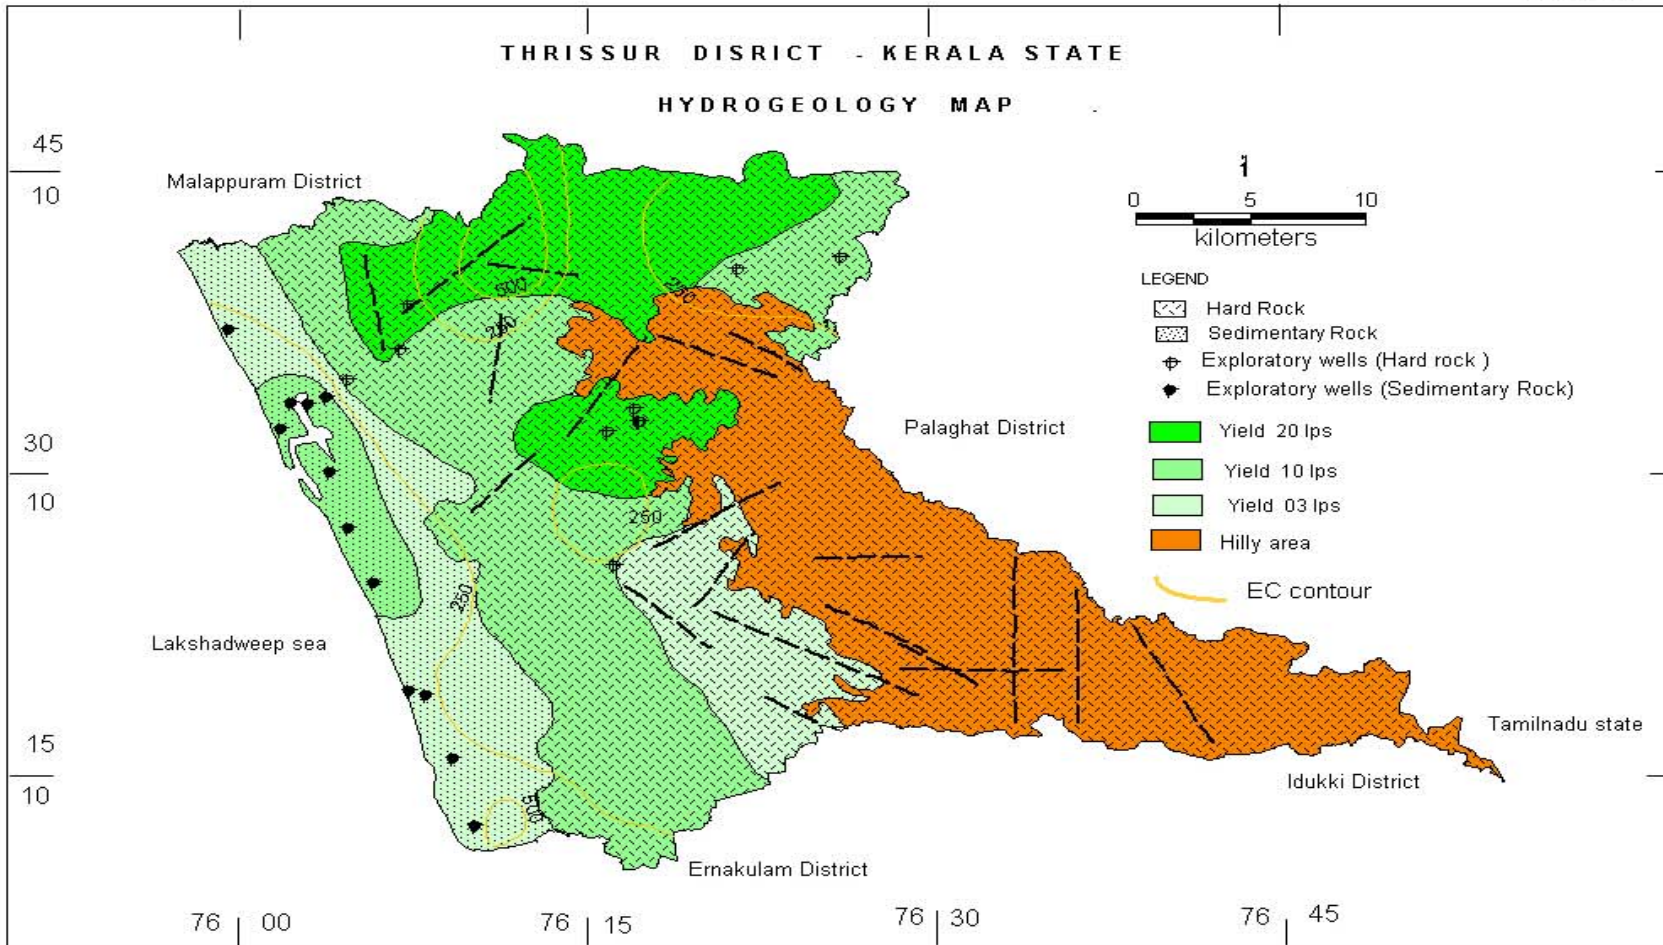 THRISSUR DISRICT - KERALA STATE
HYDROGEOLOGY MAP
45
10
Malappuram District
0 5 10
kilometers
LEGEND
Hard Rock
Sedimentary Rock
Exploratory wells (Hard rock )
Exploratory wells (Sedimentary Rock)
Yield 20 lps
Yield 10 lps
Yield 03 lps
Hilly area
EC contour
500
250
250
Palaghat District
30
10
250
250
Lakshadweep sea
Tamilnadu state
15
10
Idukki District
500
Ernakulam District
76 00
76 15
76 30
76 45